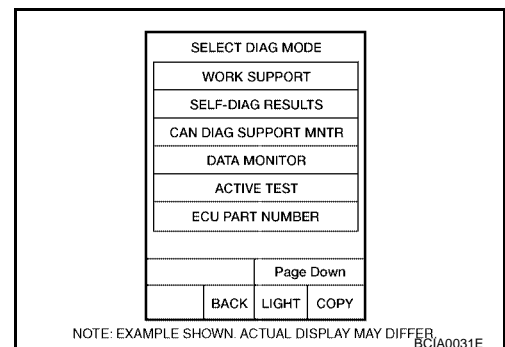 SELECT DIAG MODE
WORK SUPPORT
SELF-DIAG RESULTS
CAN DIAG SUPPORT MNTR
DATA MONITOR
ACTIVE TEST
ECU PART NUMBER
Page Down
BACK LIGHT COPY
NOTE: EXAMPLE SHOWN. ACTUAL DISPLAY MAY DIFFER.
BCIA0031E